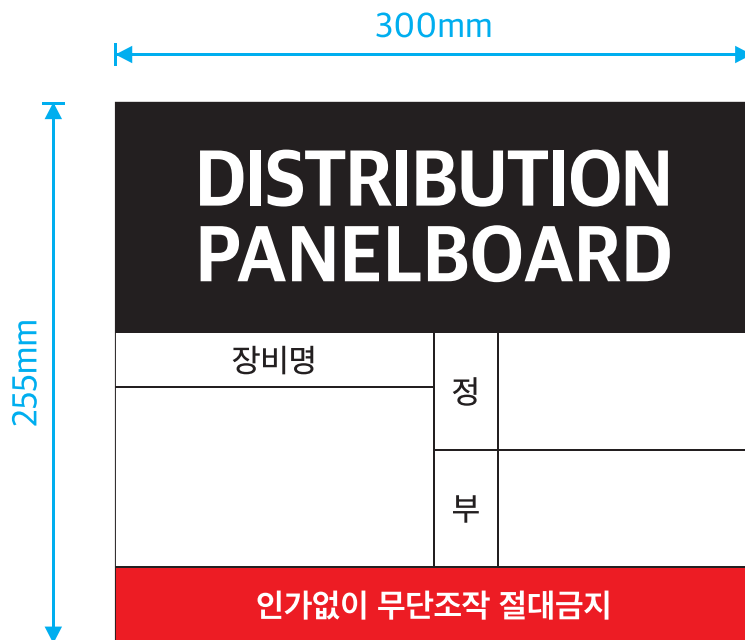 300mm
255mm
DISTRIBUTION
PANELBOARD
장비명
정
부
인가없이 무단조작 절대금지